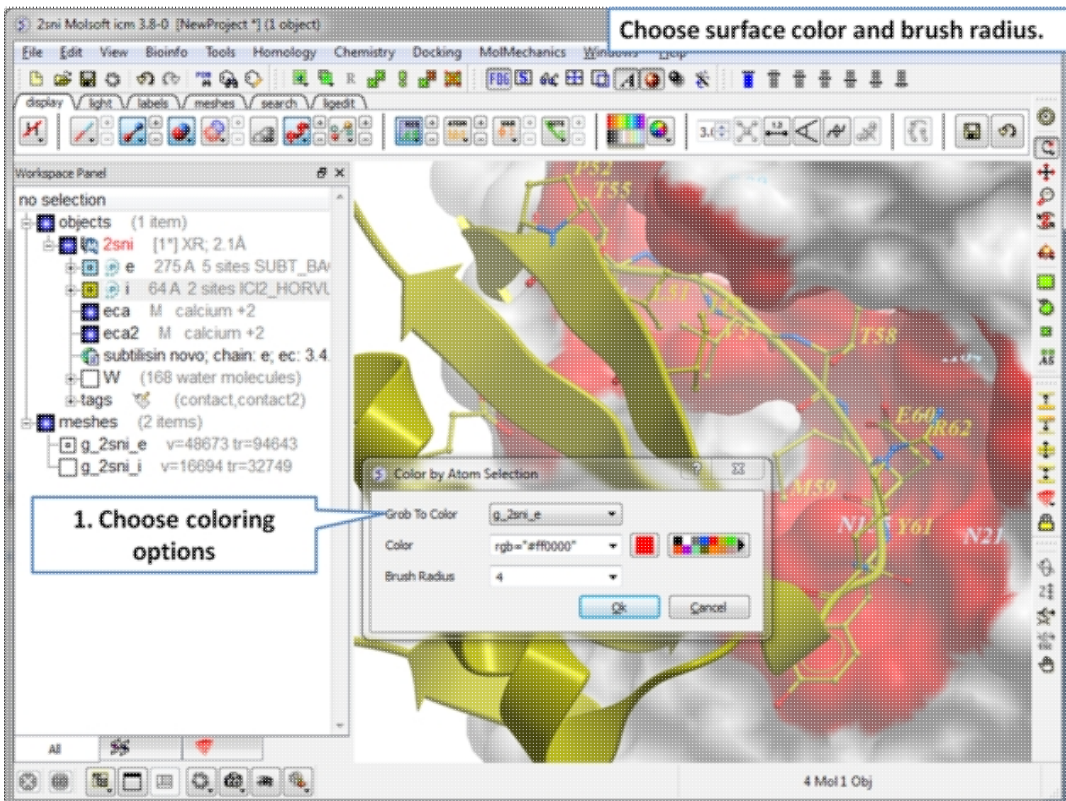 2sni Molsoft icm 3.8-0 [NewProject *] (1 object)
Choose surface color and brush radius.
File Edit View Bioinfo Tools Homology Chemistry Docking MolMechanics Windows Help
display light labels meshes search ligedit
Workspace Panel
no selection
objects (1 item)
2sni [1*] XR; 2.1Å
e 275 A 5 sites SUBT_BA
i 64 A 2 sites ICI2_HORVU
eca M calcium +2
eca2 M calcium +2
subtilisin novo; chain: e; ec: 3.4.
W (168 water molecules)
tags (contact,contact2)
meshes (2 items)
g_2sni_e v=48673 tr=94643
g_2sni_i v=16694 tr=32749
P52
T55
L51
T58
E60
R62
M59
Y61
N21
1. Choose coloring
options
Color by Atom Selection
Grob To Color g_2sni_e
Color rgb="#ff0000"
Brush Radius 4
Ok Cancel
All
4 Mol 1 Obj